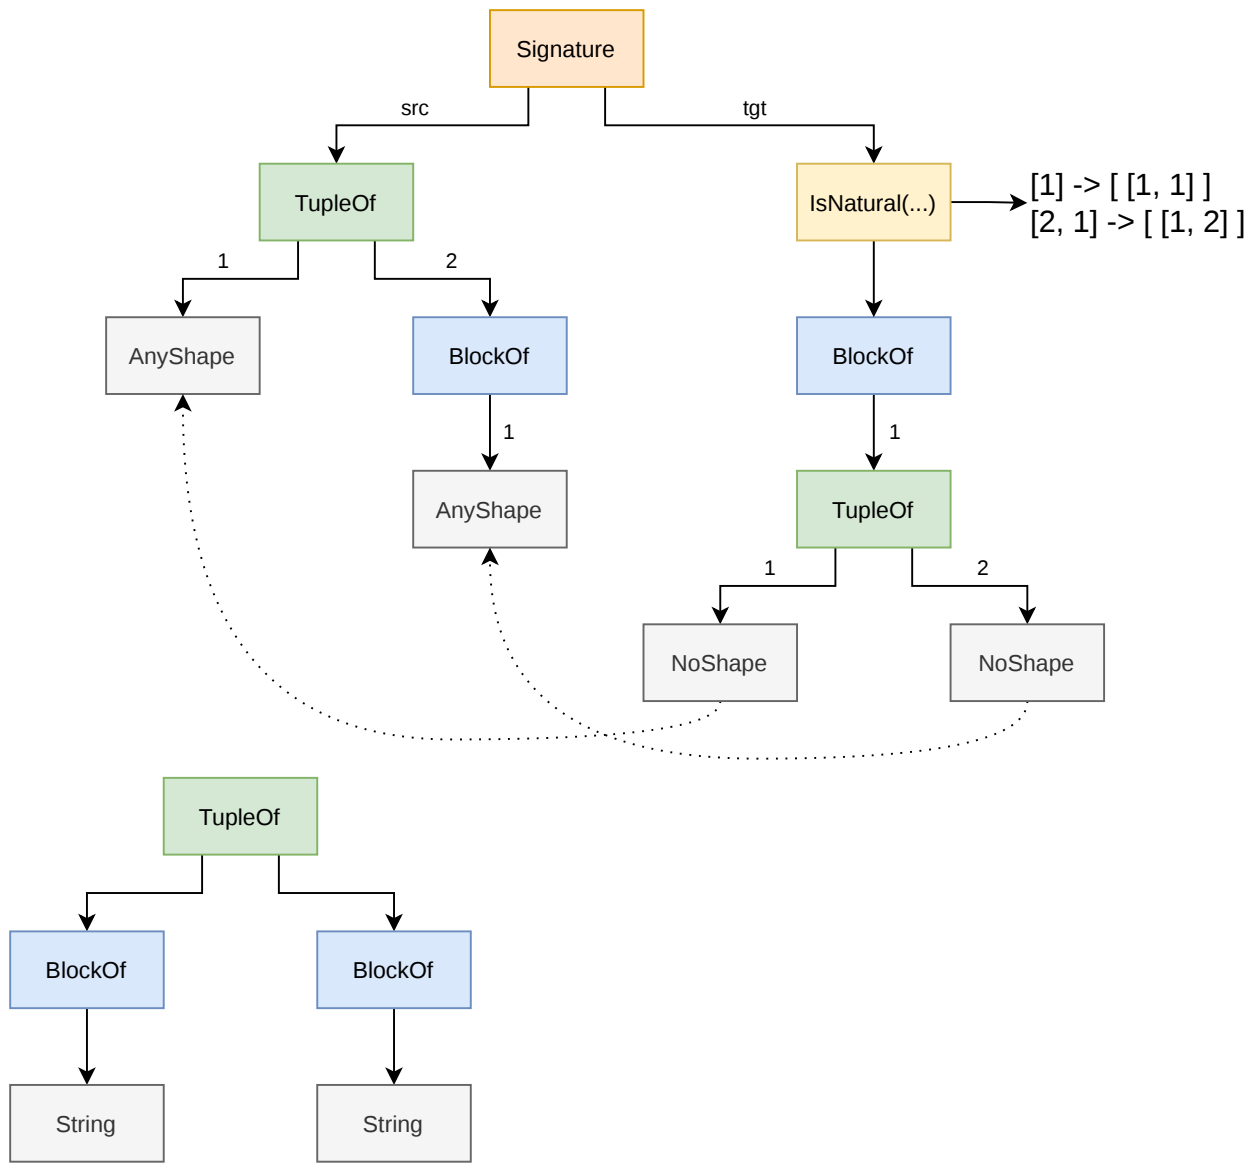 Signature
src
tgt
TupleOf
IsNatural(...)
[1] -> [ [1, 1] ]
[2, 1] -> [ [1, 2] ]
1
2
AnyShape
BlockOf
BlockOf
1
1
AnyShape
TupleOf
1
2
NoShape
NoShape
TupleOf
BlockOf
BlockOf
String
String